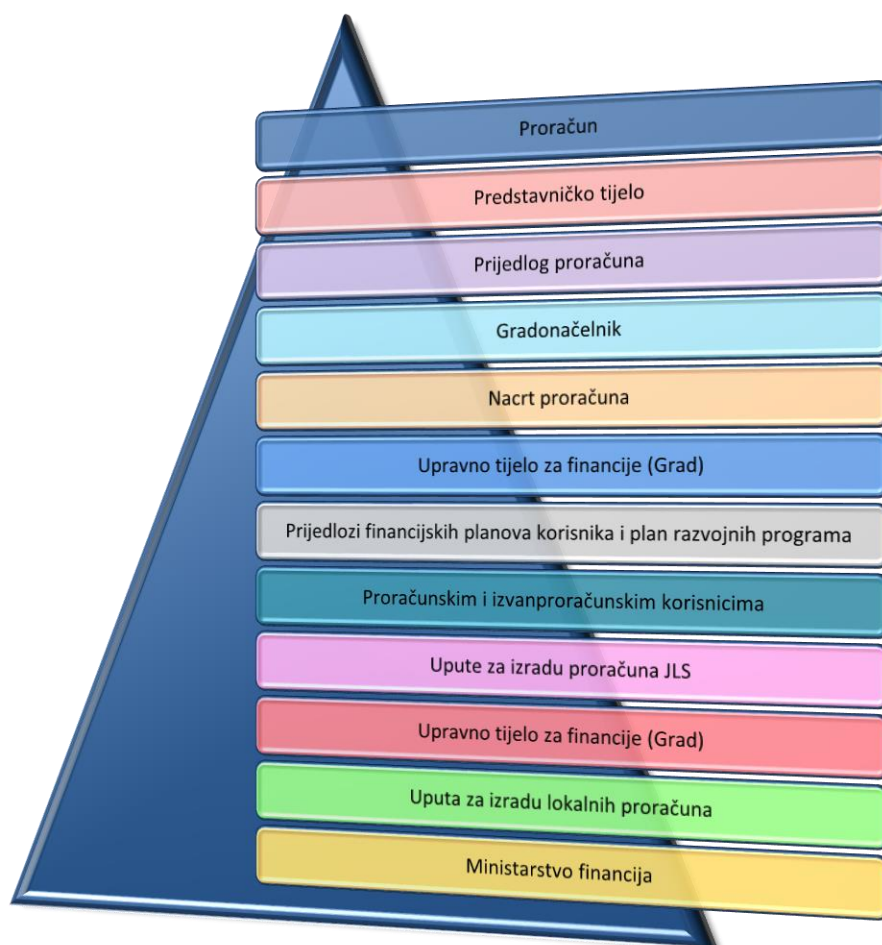 Proračun
Predstavničko tijelo
Prijedlog proračuna
Gradonačelnik
Nacrt proračuna
Upravno tijelo za financije (Grad)
Prijedlozi financijskih planova korisnika i plan razvojnih programa
Proračunskim i izvanproračunskim korisnicima
Upute za izradu proračuna JLS
Upravno tijelo za financije (Grad)
Uputa za izradu lokalnih proračuna
Ministarstvo financija